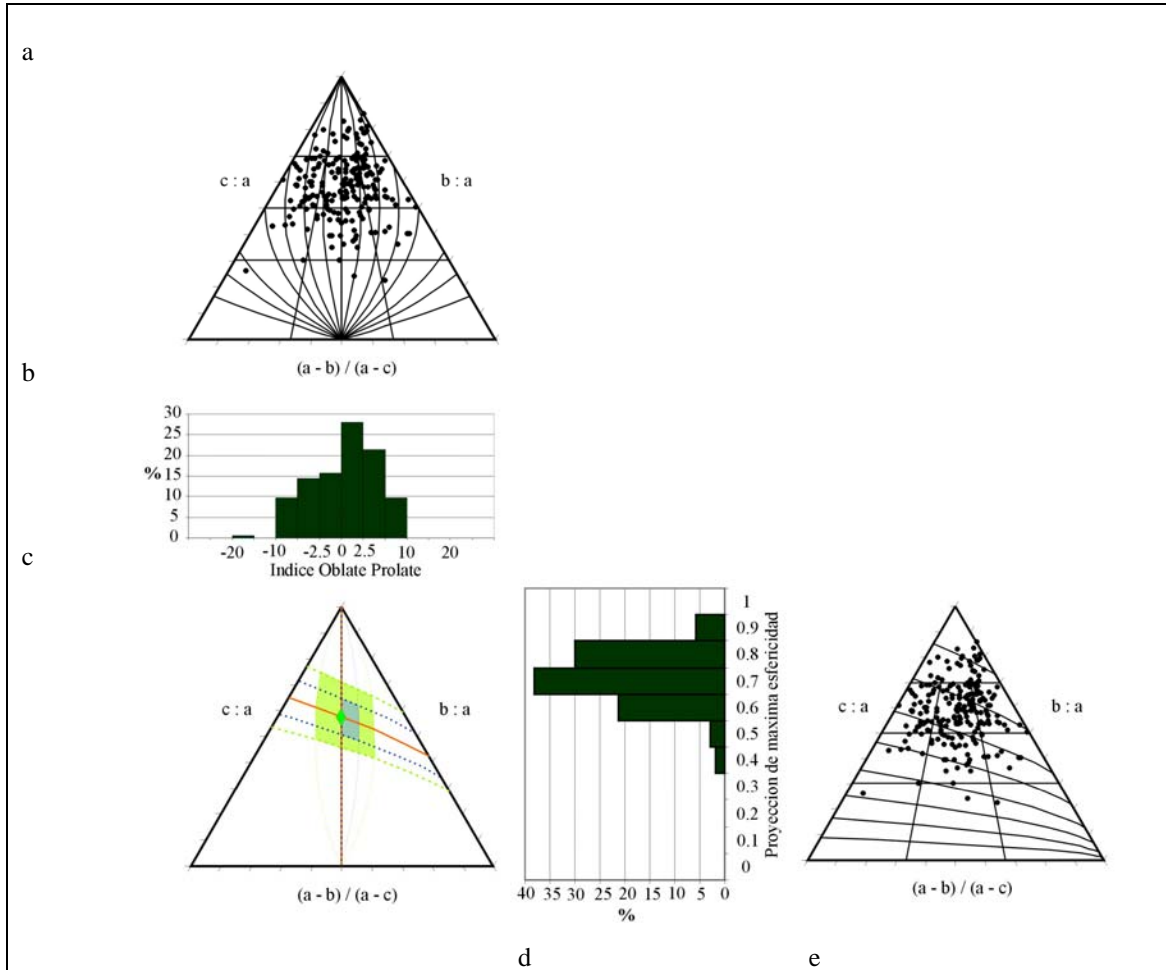 a
c : a
b : a
(a - b) / (a - c)
b
30
25
20
% 15
10
5
0
-20 -10 -2.5 0 2.5 10 20
Indice Oblate Prolate
c
c : a
b : a
(a - b) / (a - c)
1
0.9
0.8
0.7
0.6
0.5
0.4
0.3
0.2
0.1
0
Proyeccion de maxima esfericidad
40 35 30 25 20 15 10 5 0
%
c : a
b : a
(a - b) / (a - c)
d
e